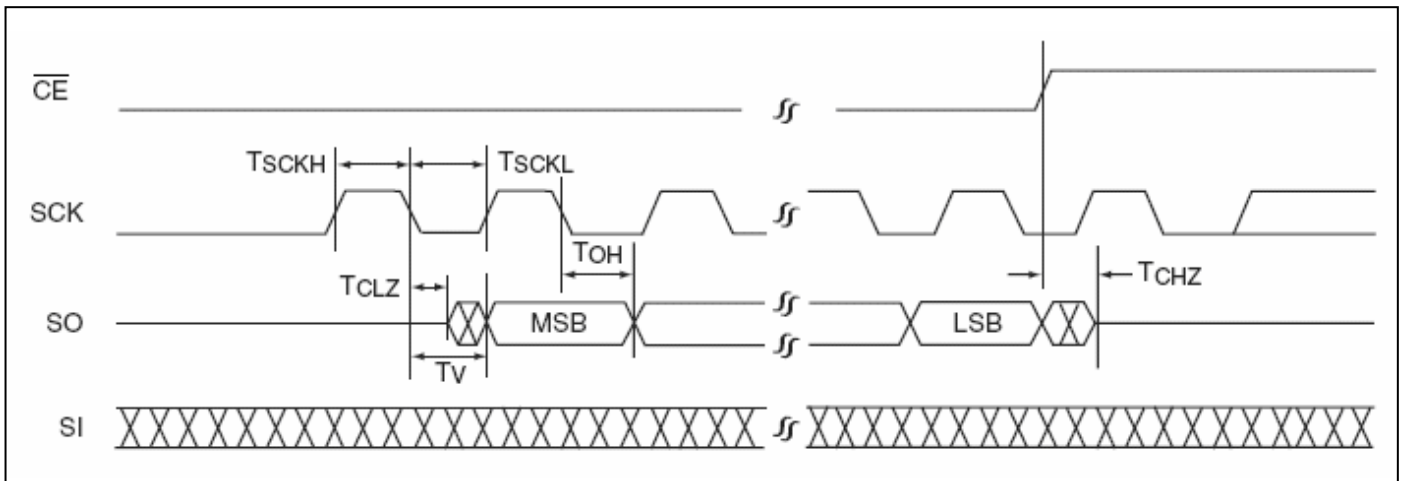 CE
TSCKH
TSCKL
SCK
TOH
TCLZ
TCHZ
SO
MSB
LSB
TV
SI